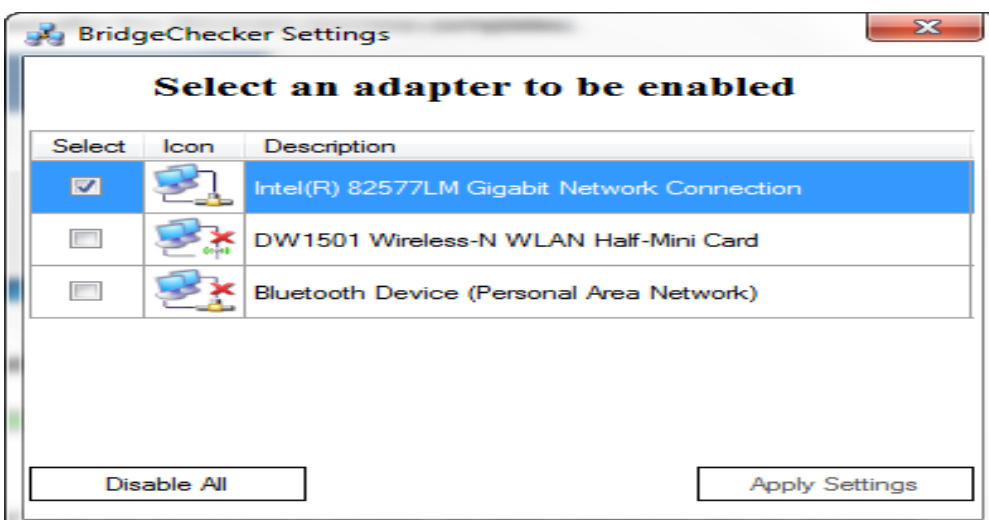 BridgeChecker Settings
Select an adapter to be enabled
Select Icon Description
Intel(R) 82577LM Gigabit Network Connection
DW1501 Wireless-N WLAN Half-Mini Card
Bluetooth Device (Personal Area Network)
Disable All Apply Settings